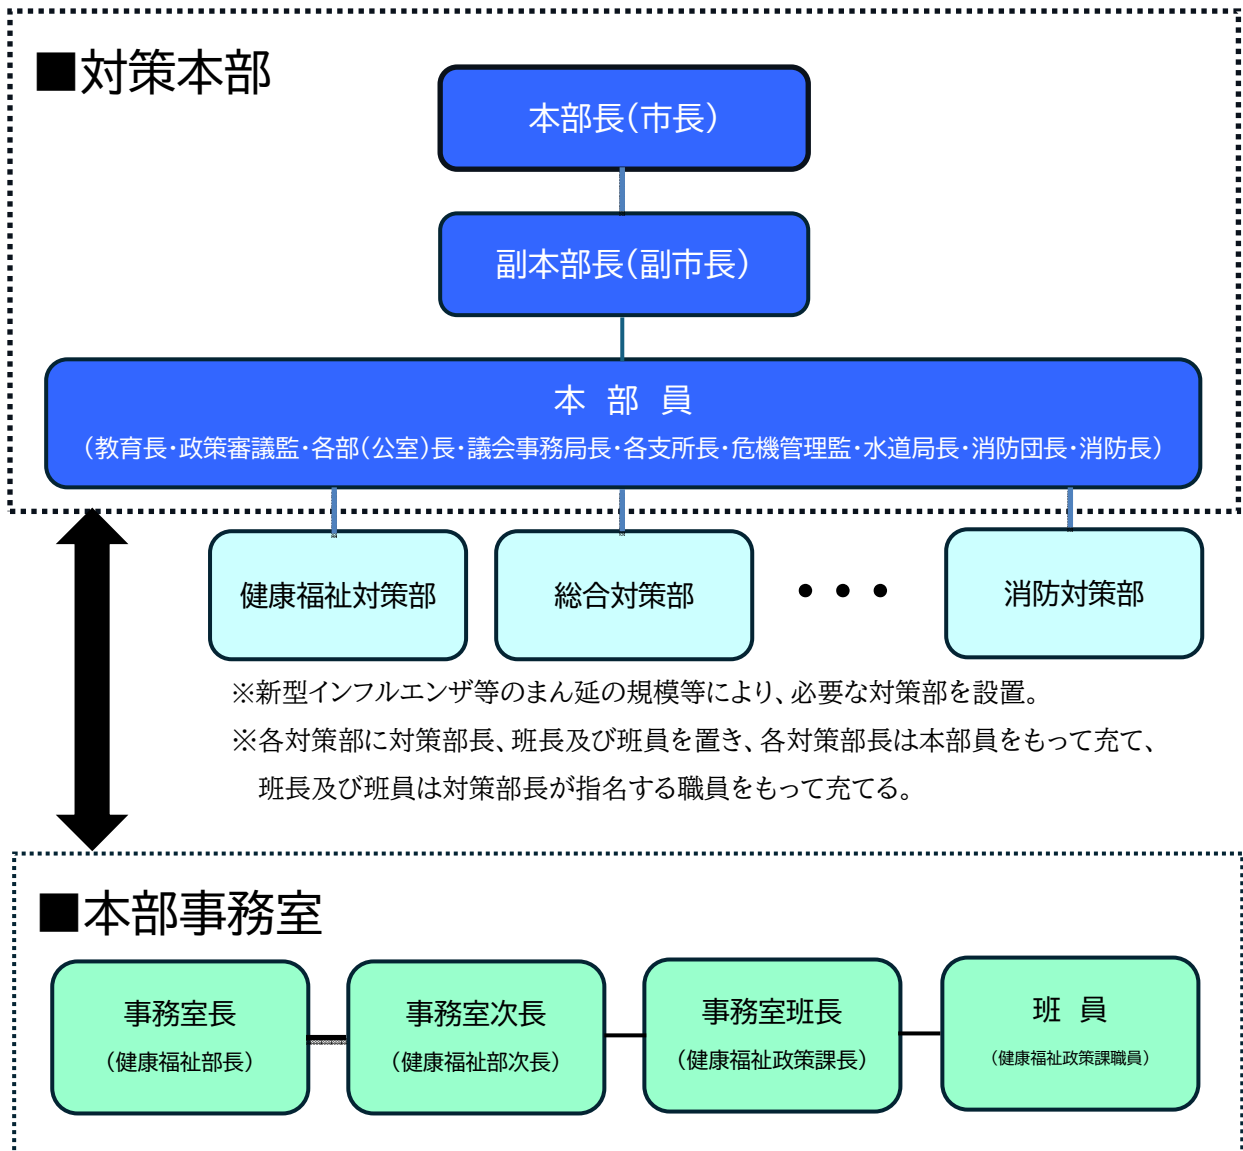 ■対策本部
本部長（市長）
副本部長（副市長）
本 部 員
（教育長・政策審議監・各部（公室）長・議会事務局長・各支所長・危機管理監・水道局長・消防団長・消防長）
健康福祉対策部
総合対策部
・・・
消防対策部
※新型インフルエンザ等のまん延の規模等により、必要な対策部を設置。
※各対策部に対策部長、班長及び班員を置き、各対策部長は本部員をもって充て、
班長及び班員は対策部長が指名する職員をもって充てる。
■本部事務室
事務室長
（健康福祉部長）
事務室次長
（健康福祉部次長）
事務室班長
（健康福祉政策課長）
班 員
（健康福祉政策課職員）